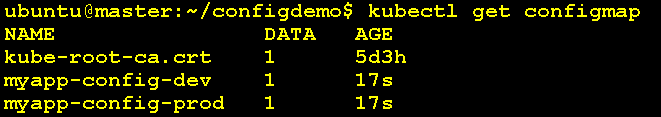 ubuntu@master:~/configdemo$ kubectl get configmap
NAME DATA AGE
kube-root-ca.crt 1 5d3h
myapp-config-dev 1 17s
myapp-config-prod 1 17s